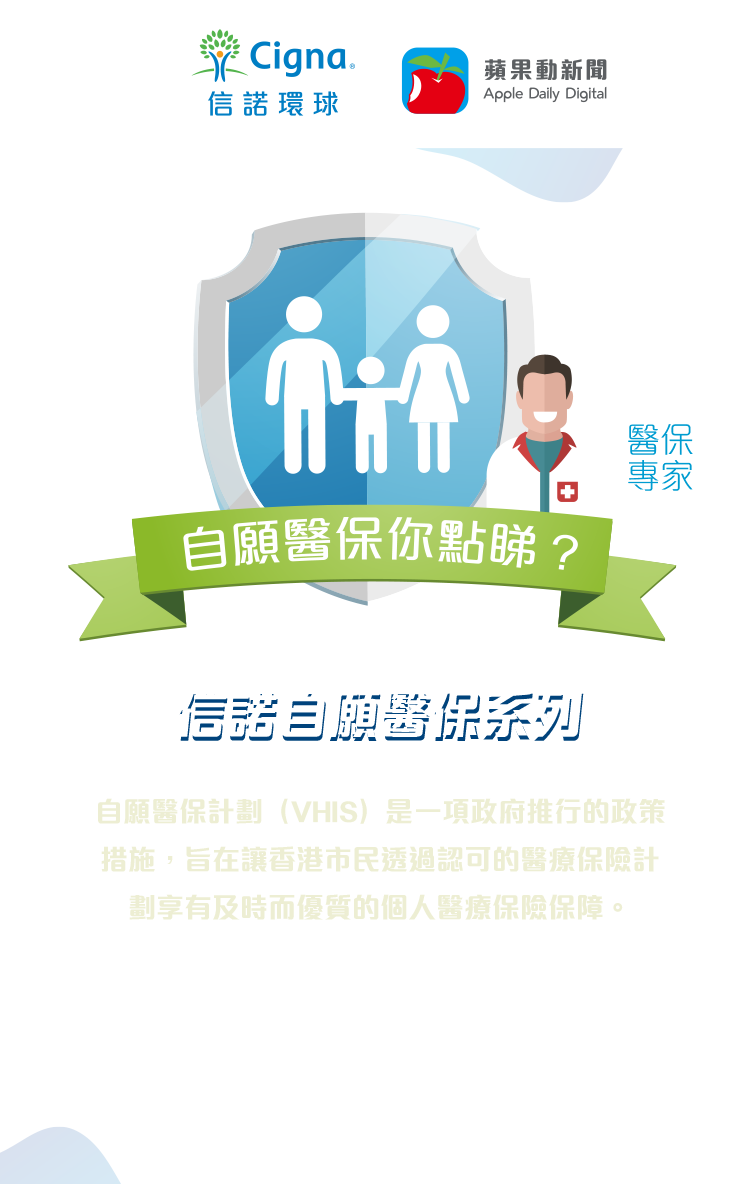 Cigna®
信諾環球
蘋果動新聞
Apple Daily Digital
醫保
專家
自願醫保你點睇？
信諾自願醫保系列
自願醫保計劃（VHIS）是一項政府推行的政策
措施，旨在讓香港市民透過認可的醫療保險計
劃享有及時而優質的個人醫療保險保障。